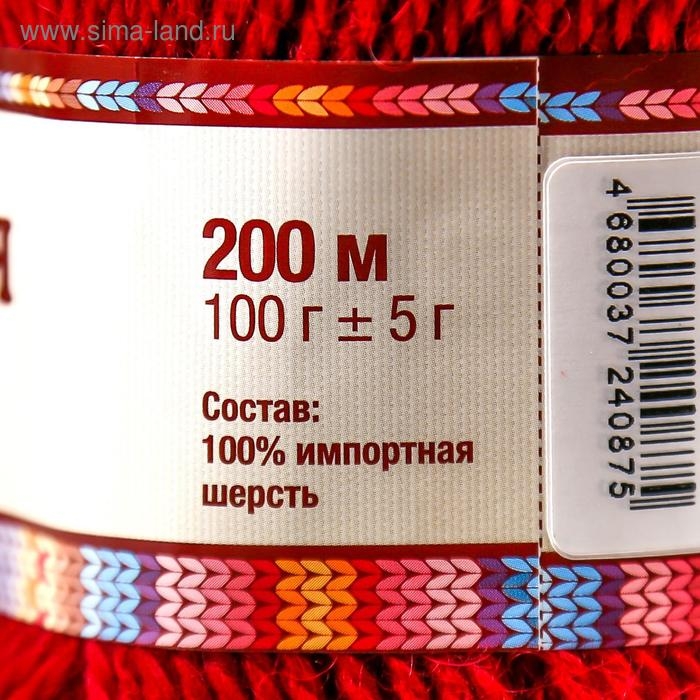 www.sima-land.ru
200 м
100 г ± 5 г
Состав:
100% импортная
шерсть
4 680037 240875